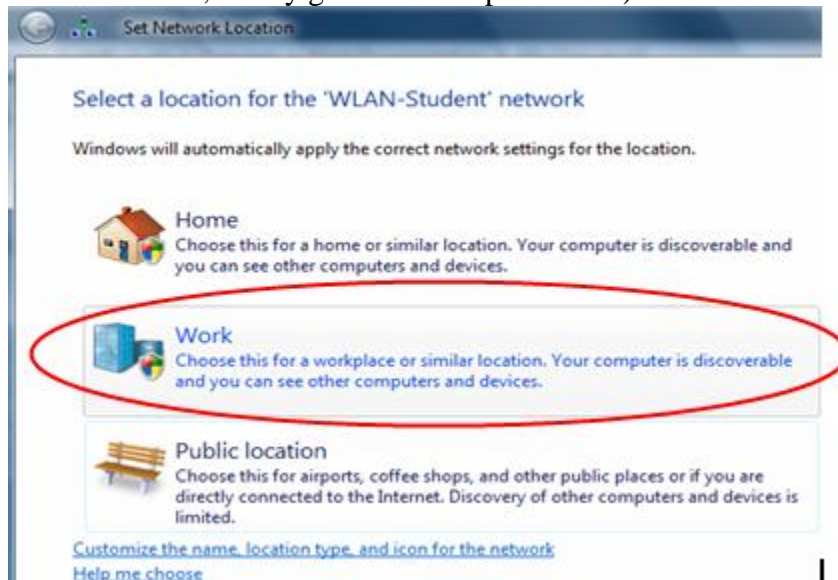 Set Network Location
Select a location for the 'WLAN-Student' network
Windows will automatically apply the correct network settings for the location.
Home
Choose this for a home or similar location. Your computer is discoverable and
you can see other computers and devices.
Work
Choose this for a workplace or similar location. Your computer is discoverable
and you can see other computers and devices.
Public location
Choose this for airports, coffee shops, and other public places or if you are
directly connected to the Internet. Discovery of other computers and devices is
limited.
Customize the name, location type, and icon for the network
Help me choose